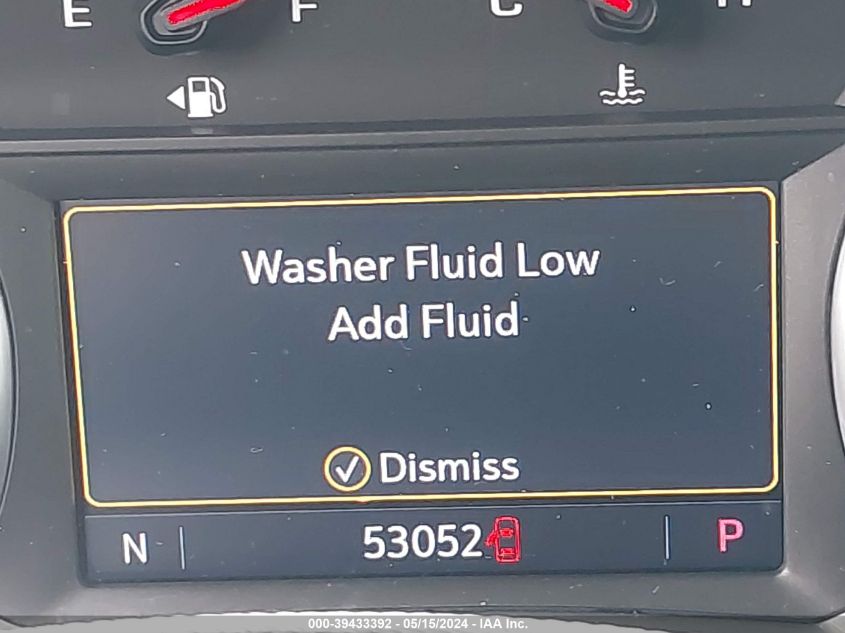 E F C H
Washer Fluid Low
Add Fluid
Dismiss
N 53052 P
000-39433392 - 05/15/2024 - IAA Inc.